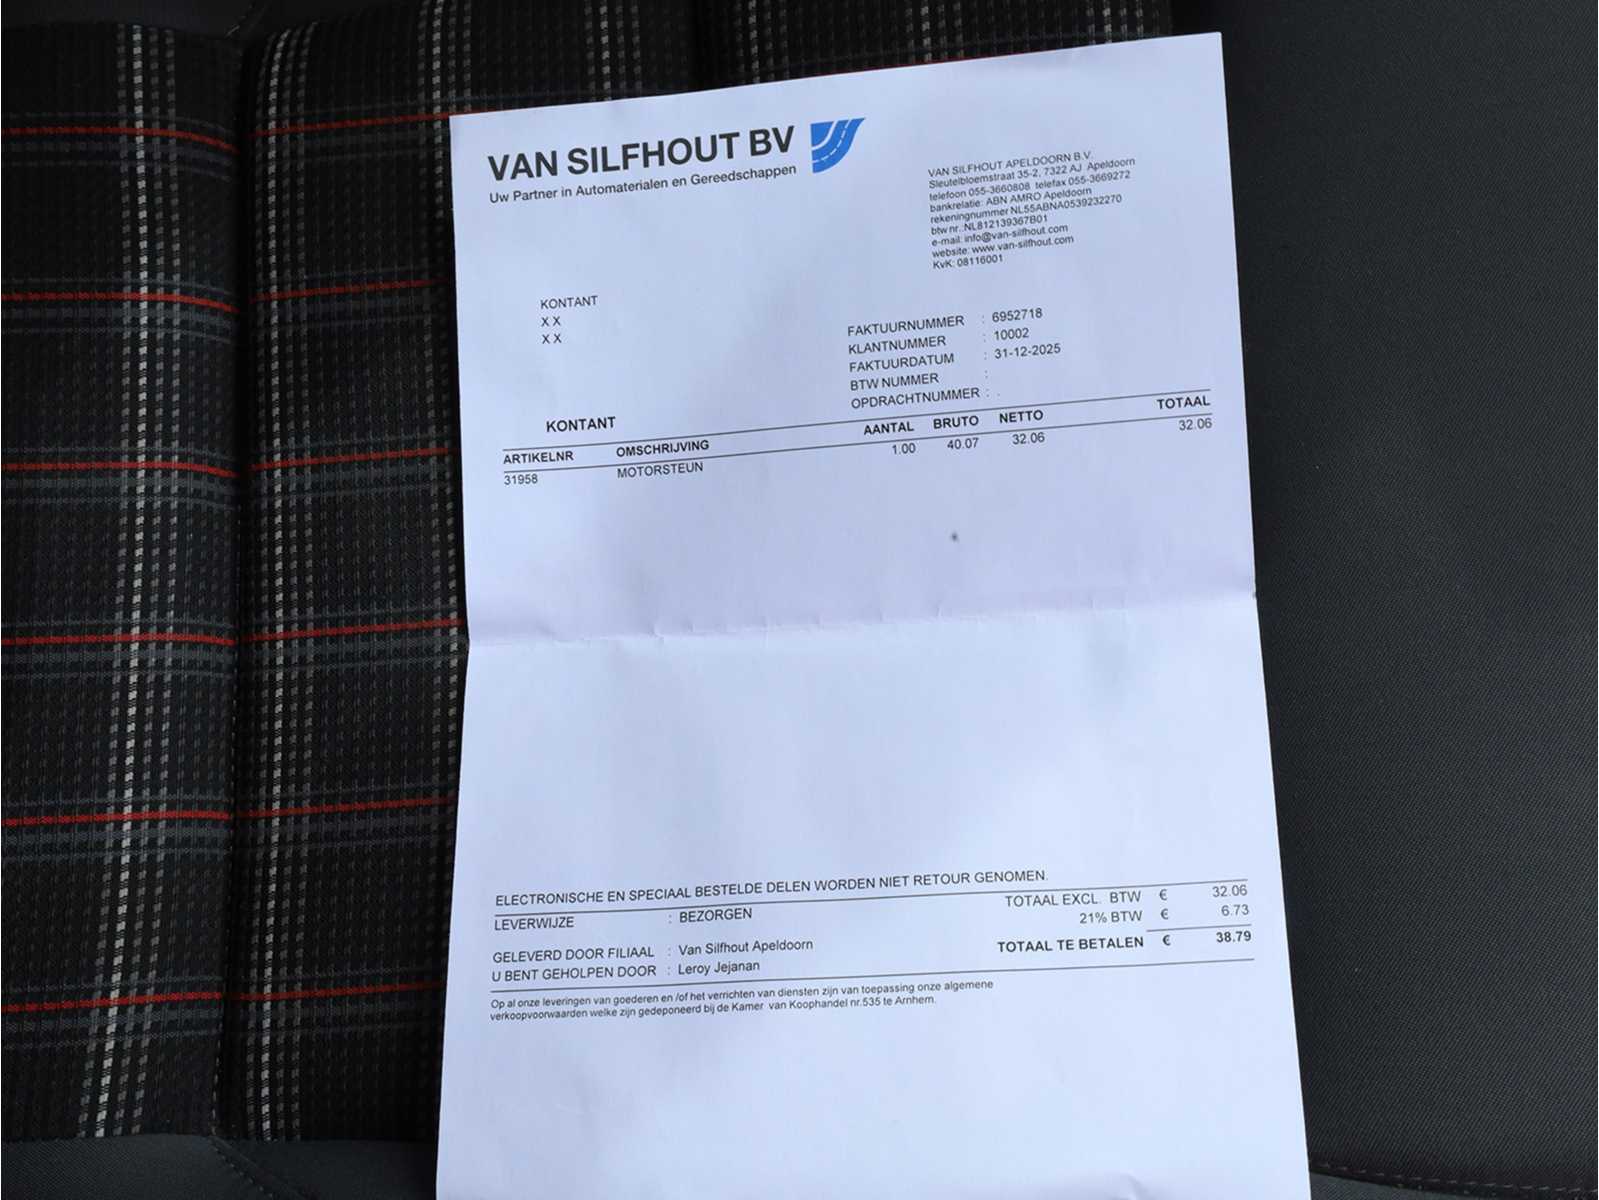 VAN SILFHOUT BV
Uw Partner in Automaterialen en Gereedschappen
VAN SILFHOUT APELDOORN B.V.
Sleutelbloemstraat 35-2, 7322 AJ Apeldoorn
telefoon 055-3660808 telefax 055-3669272
bankrelatie: ABN AMRO Apeldoorn
rekeningnummer NL55ABNA0539232270
btw nr.:NL812139367B01
e-mail: info@van-silfhout.com
website: www.van-silfhout.com
KvK: 08116001
KONTANT
X X
X X
FAKTUURNUMMER : 6952718
KLANTNUMMER : 10002
FAKTUURDATUM : 31-12-2025
BTW NUMMER :
OPDRACHTNUMMER : .
KONTANT
ARTIKELNR OMSCHRIJVING AANTAL BRUTO NETTO TOTAAL
31958 MOTORSTEUN 1.00 40.07 32.06 32.06
ELECTRONISCHE EN SPECIAAL BESTELDE DELEN WORDEN NIET RETOUR GENOMEN.
LEVERWIJZE : BEZORGEN
TOTAAL EXCL. BTW € 32.06
21% BTW € 6.73
GELEVERD DOOR FILIAAL : Van Silfhout Apeldoorn
TOTAAL TE BETALEN € 38.79
U BENT GEHOLPEN DOOR : Leroy Jejanan
Op al onze leveringen van goederen en /of het verrichten van diensten zijn van toepassing onze algemene
verkoopvoorwaarden welke zijn gedeponeerd bij de Kamer van Koophandel nr.535 te Arnhem.